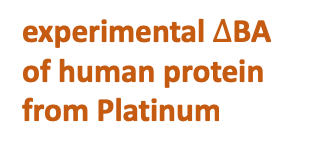 experimental ΔBA
of human protein
from Platinum